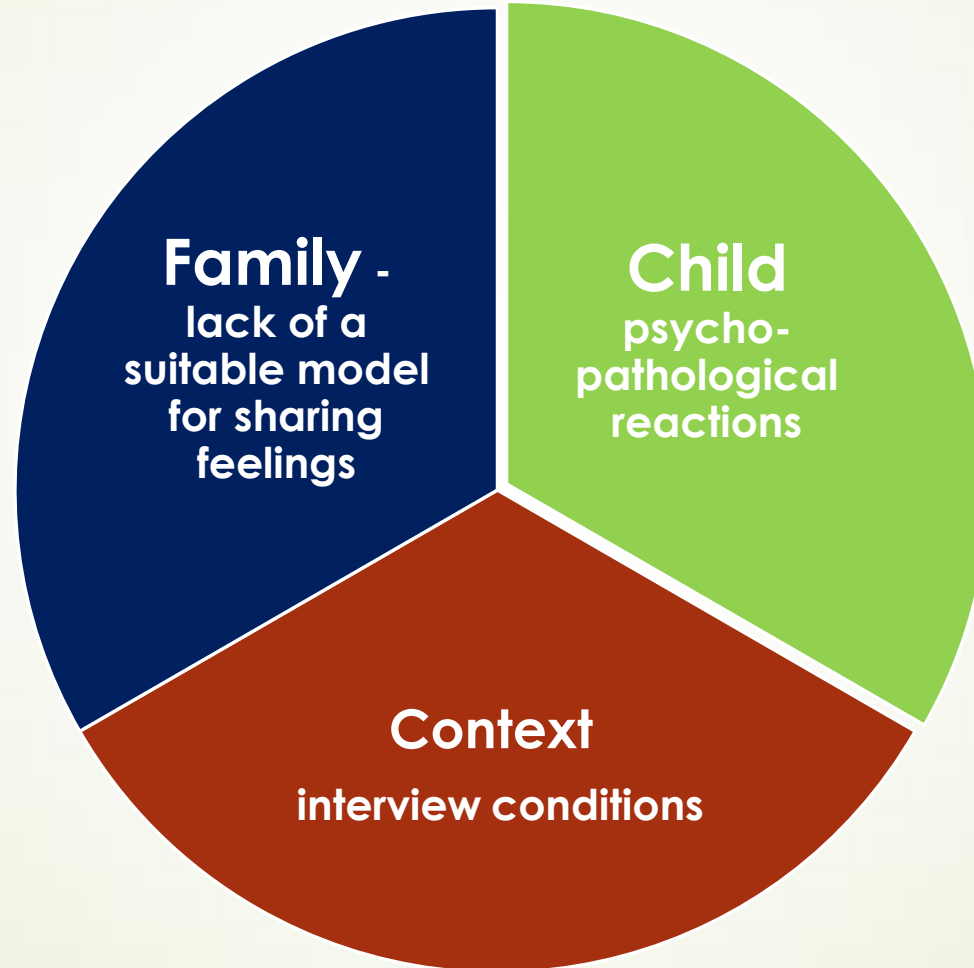 Family -
lack of a
suitable model
for sharing
feelings
Child
psycho-
pathological
reactions
Context
interview conditions